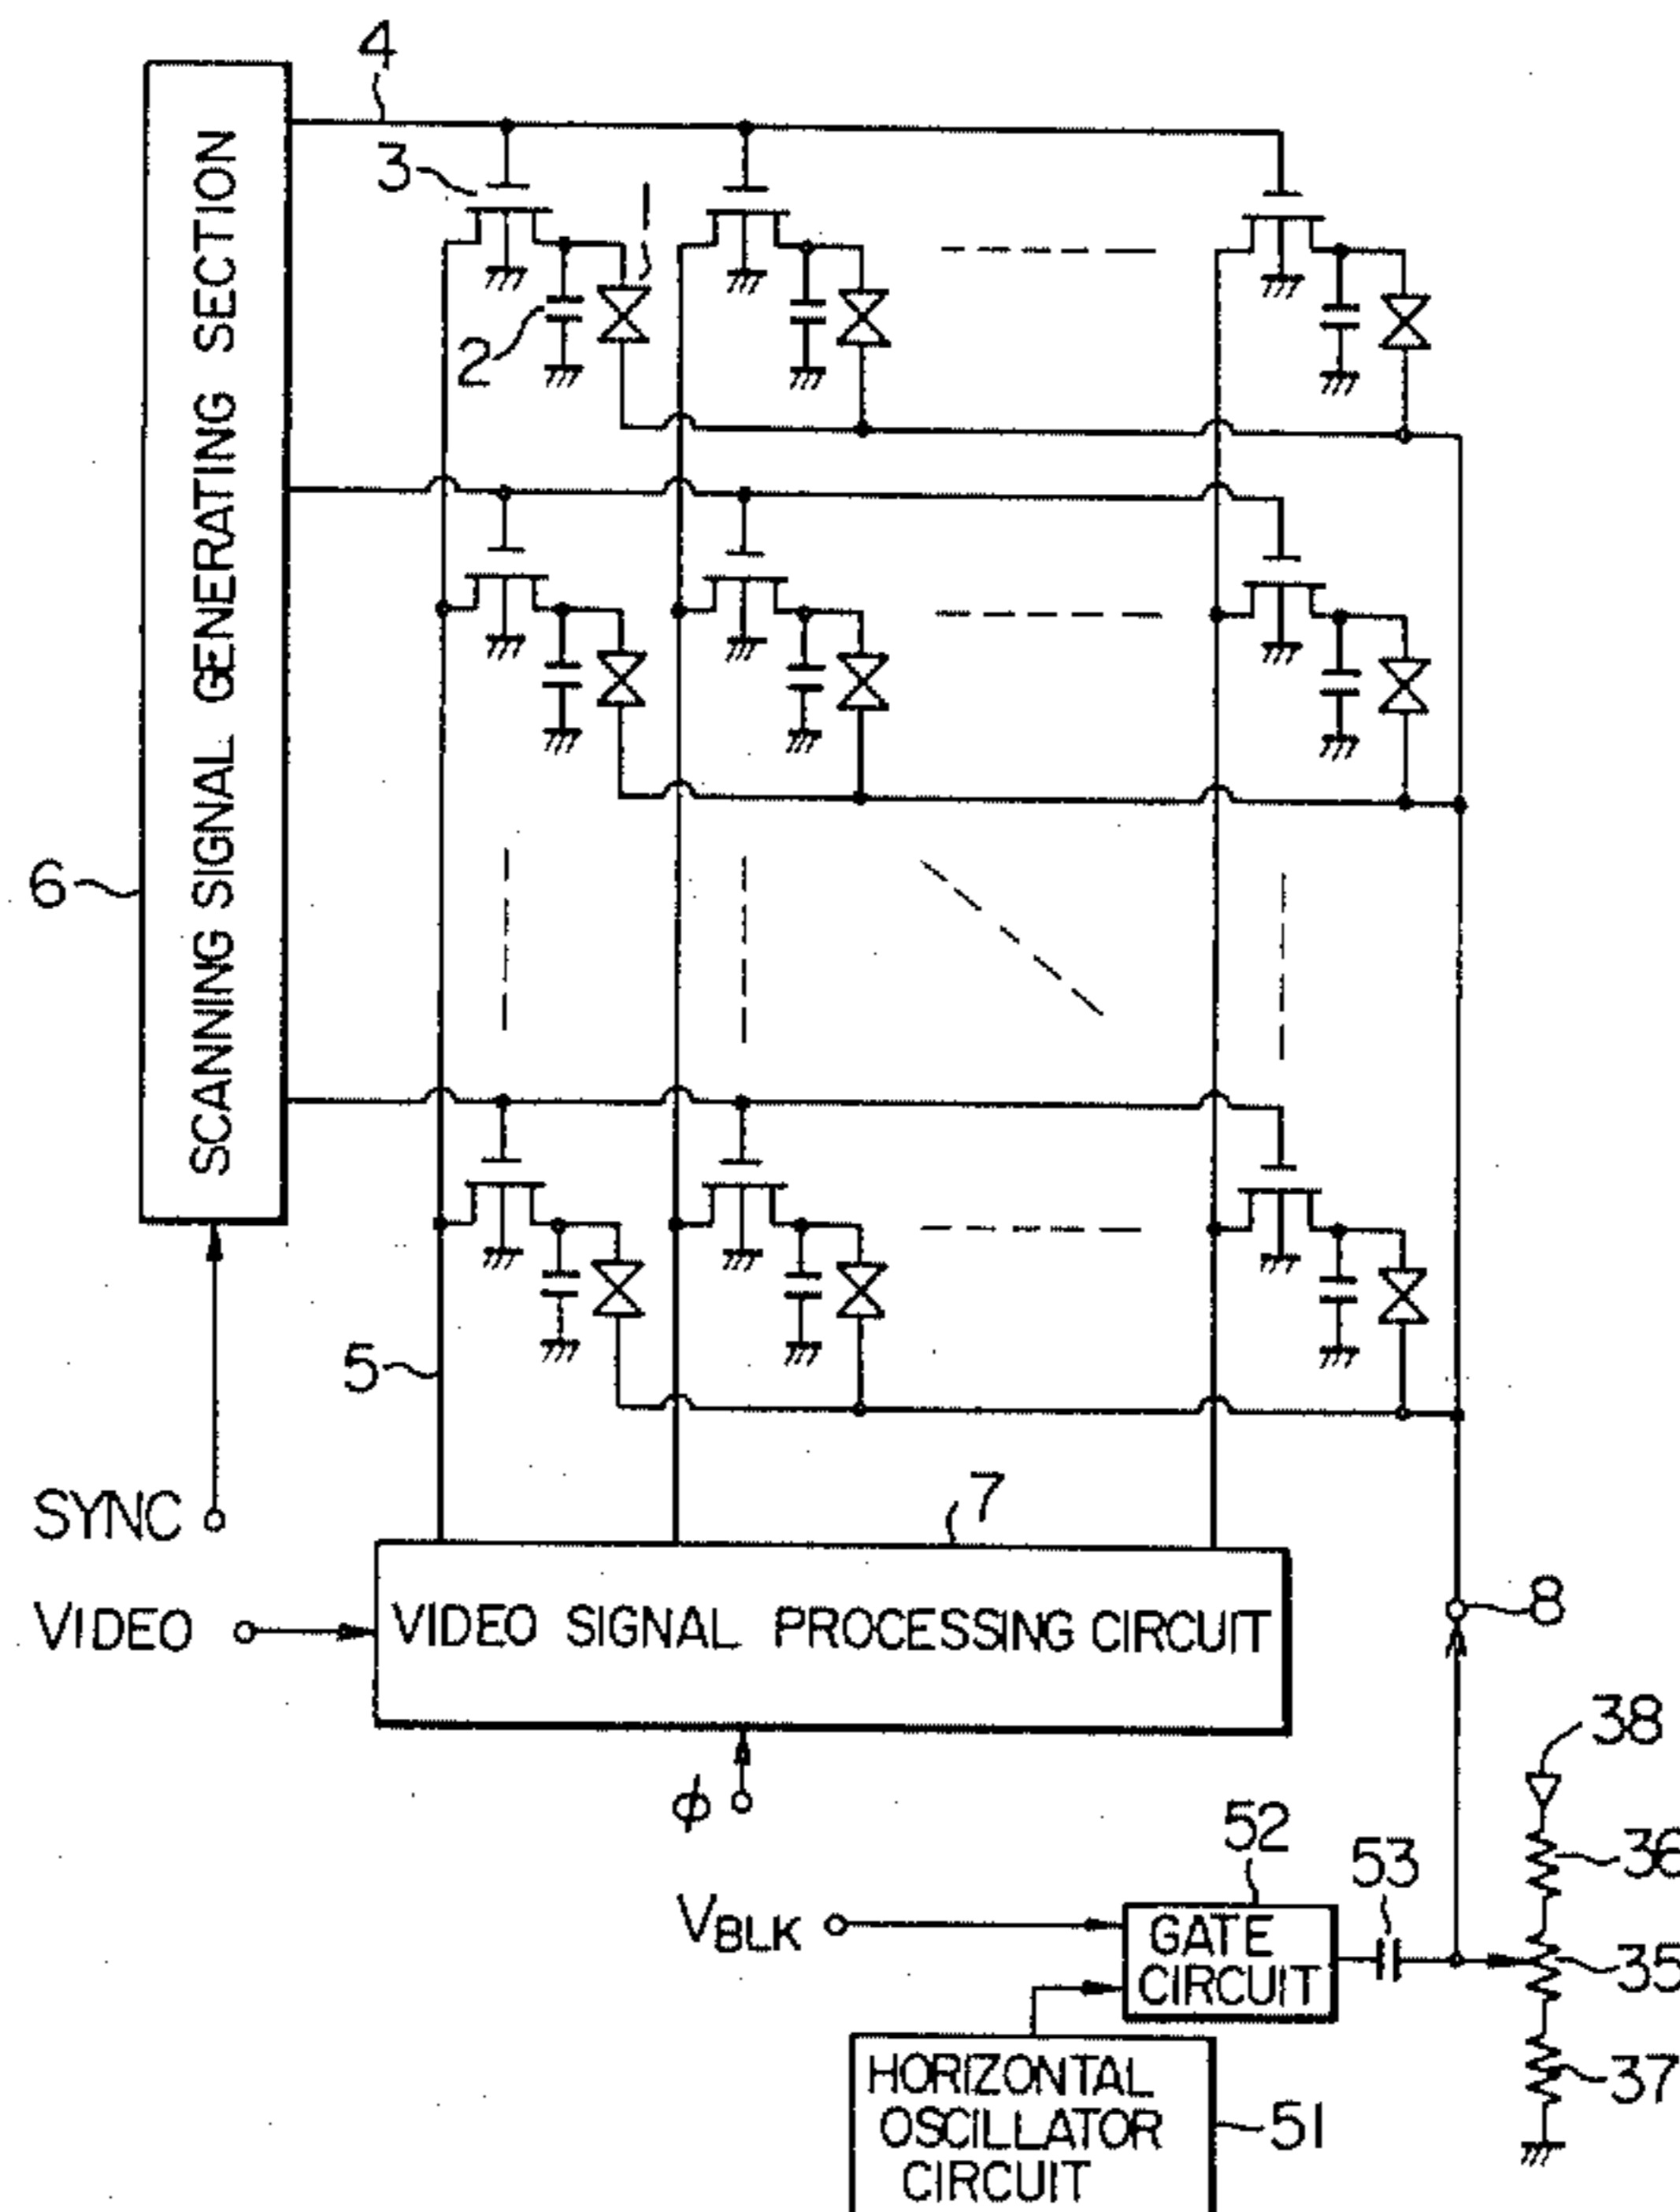 4
3
1
2
SCANNING SIGNAL GENERATING SECTION
6
5
SYNC
7
VIDEO
VIDEO SIGNAL PROCESSING CIRCUIT
8
38
φ
52
53
36
VBLK
GATE
CIRCUIT
35
37
HORIZONTAL
OSCILLATOR
CIRCUIT
51